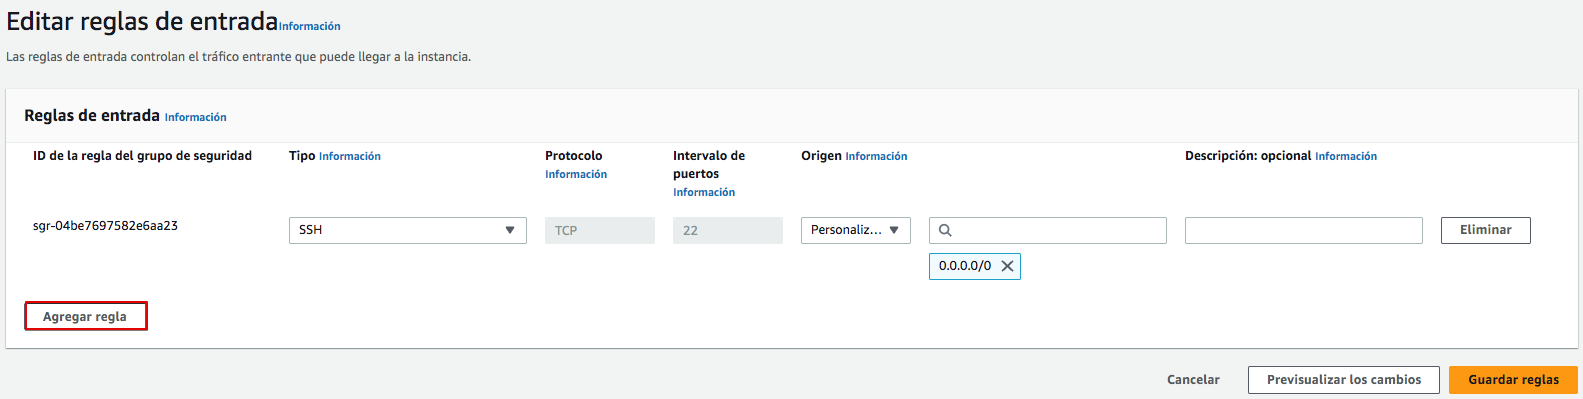 Editar reglas de entrada Información
Las reglas de entrada controlan el tráfico entrante que puede llegar a la instancia.
Reglas de entrada Información
ID de la regla del grupo de seguridad
Tipo Información
Protocolo
Información
Intervalo de
puertos
Información
Origen Información
Descripción: opcional Información
sgr-04be7697582e6aa23
SSH
TCP
22
Personaliz...
0.0.0.0/0
Eliminar
Agregar regla
Cancelar
Previsualizar los cambios
Guardar reglas